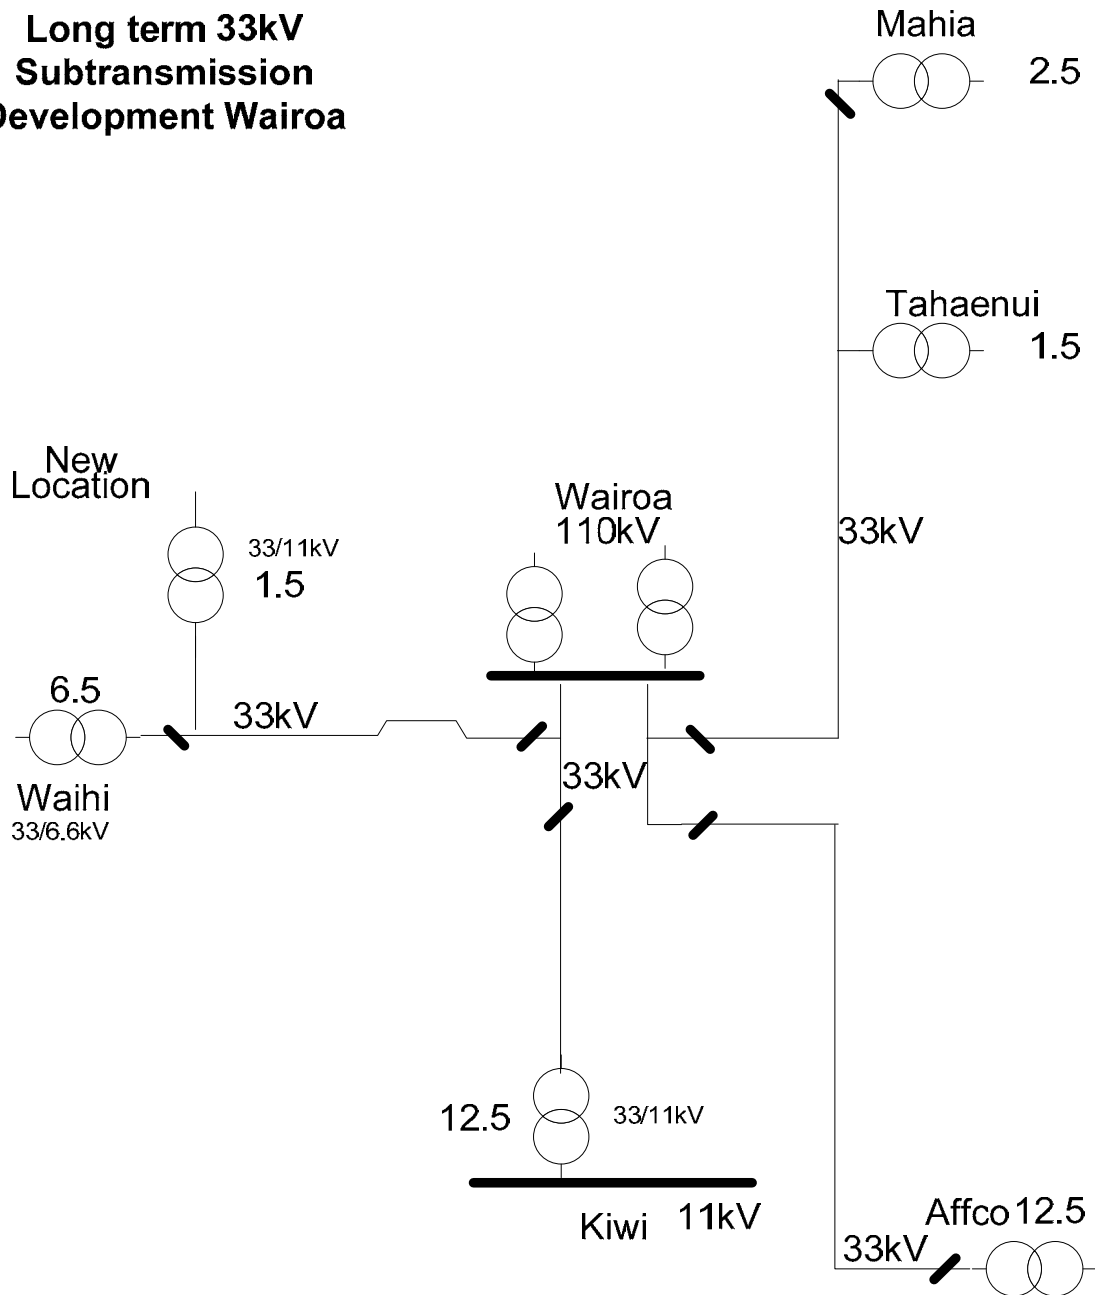 Long term 33kV
Subtransmission
Development Wairoa
Mahia
2.5
Tahaenui
1.5
New
Location
33/11kV
1.5
Wairoa
110kV
33kV
6.5
33kV
Waihi
33/6.6kV
33kV
12.5
33/11kV
Kiwi
11kV
Affco 12.5
33kV